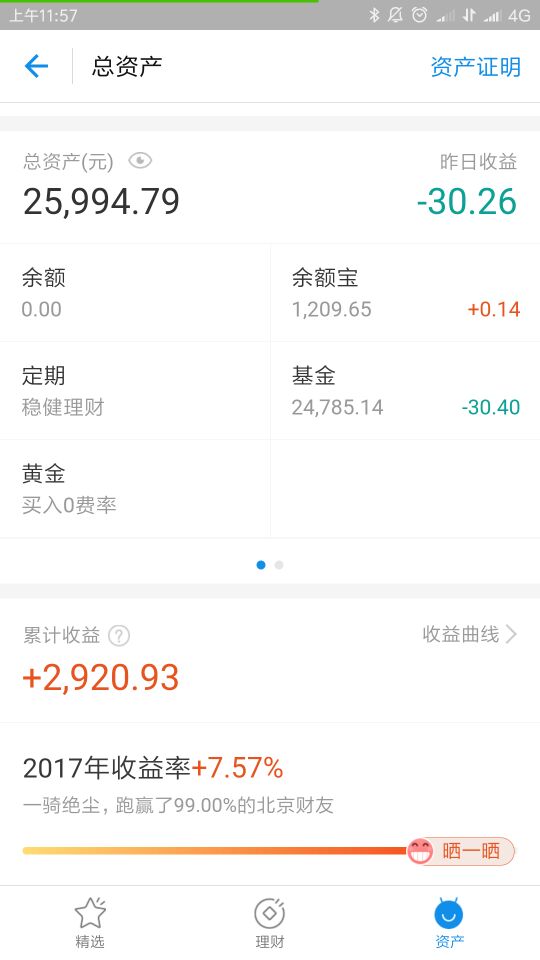 上午11:57 4G
总资产 资产证明
总资产(元) 昨日收益
25,994.79 -30.26
余额 余额宝
0.00 1,209.65 +0.14
定期 基金
稳健理财 24,785.14 -30.40
黄金
买入0费率
累计收益 ? 收益曲线
+2,920.93
2017年收益率+7.57%
一骑绝尘，跑赢了99.00%的北京财友
晒一晒
精选 理财 资产